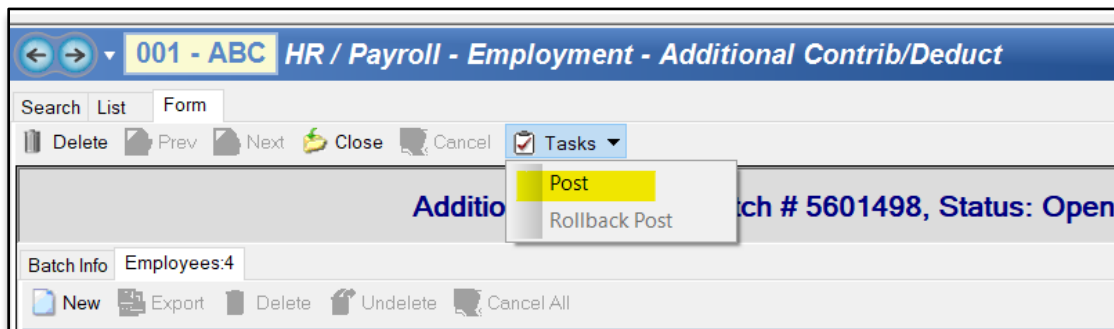 001 - ABC HR / Payroll - Employment - Additional Contrib/Deduct
Search List Form
Delete Prev Next Close Cancel Tasks
Post
Rollback Post
Additio tch # 5601498, Status: Open
Batch Info Employees:4
New Export Delete Undelete Cancel All